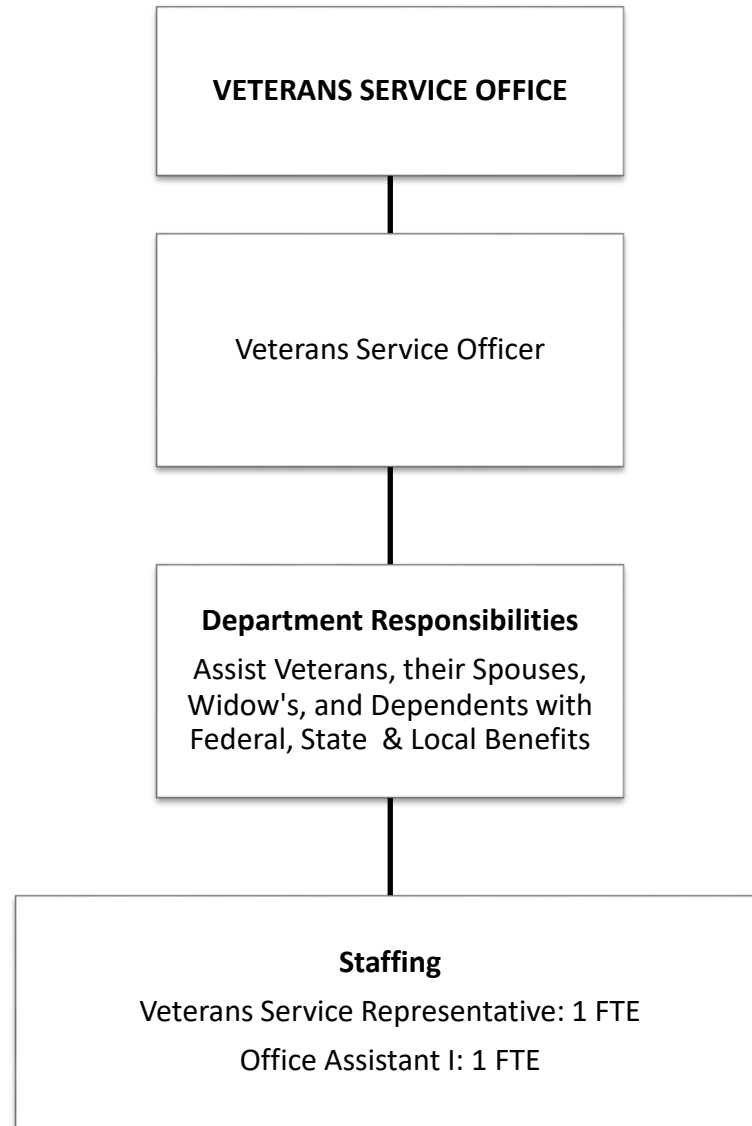 VETERANS SERVICE OFFICE
Veterans Service Officer
Department Responsibilities
Assist Veterans, their Spouses,
Widow's, and Dependents with
Federal, State  & Local Benefits
Staffing
Veterans Service Representative: 1 FTE
Office Assistant I: 1 FTE